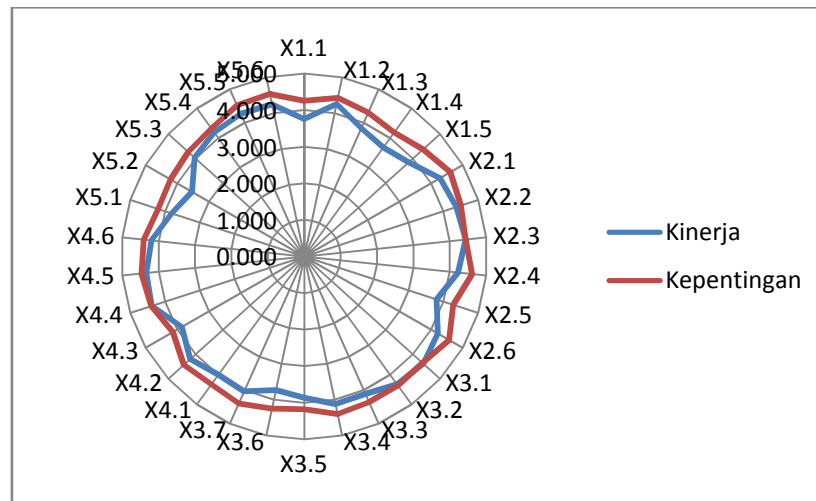 X1.1
X1.2
X1.3
X1.4
X1.5
X2.1
X2.2
X2.3
X2.4
X2.5
X2.6
X3.1
X3.2
X3.3
X3.4
X3.5
X3.6
X3.7
X4.1
X4.2
X4.3
X4.4
X4.5
X4.6
X5.1
X5.2
X5.3
X5.4
X5.5
X5.6
5.000
4.000
3.000
2.000
1.000
0.000
Kinerja
Kepentingan